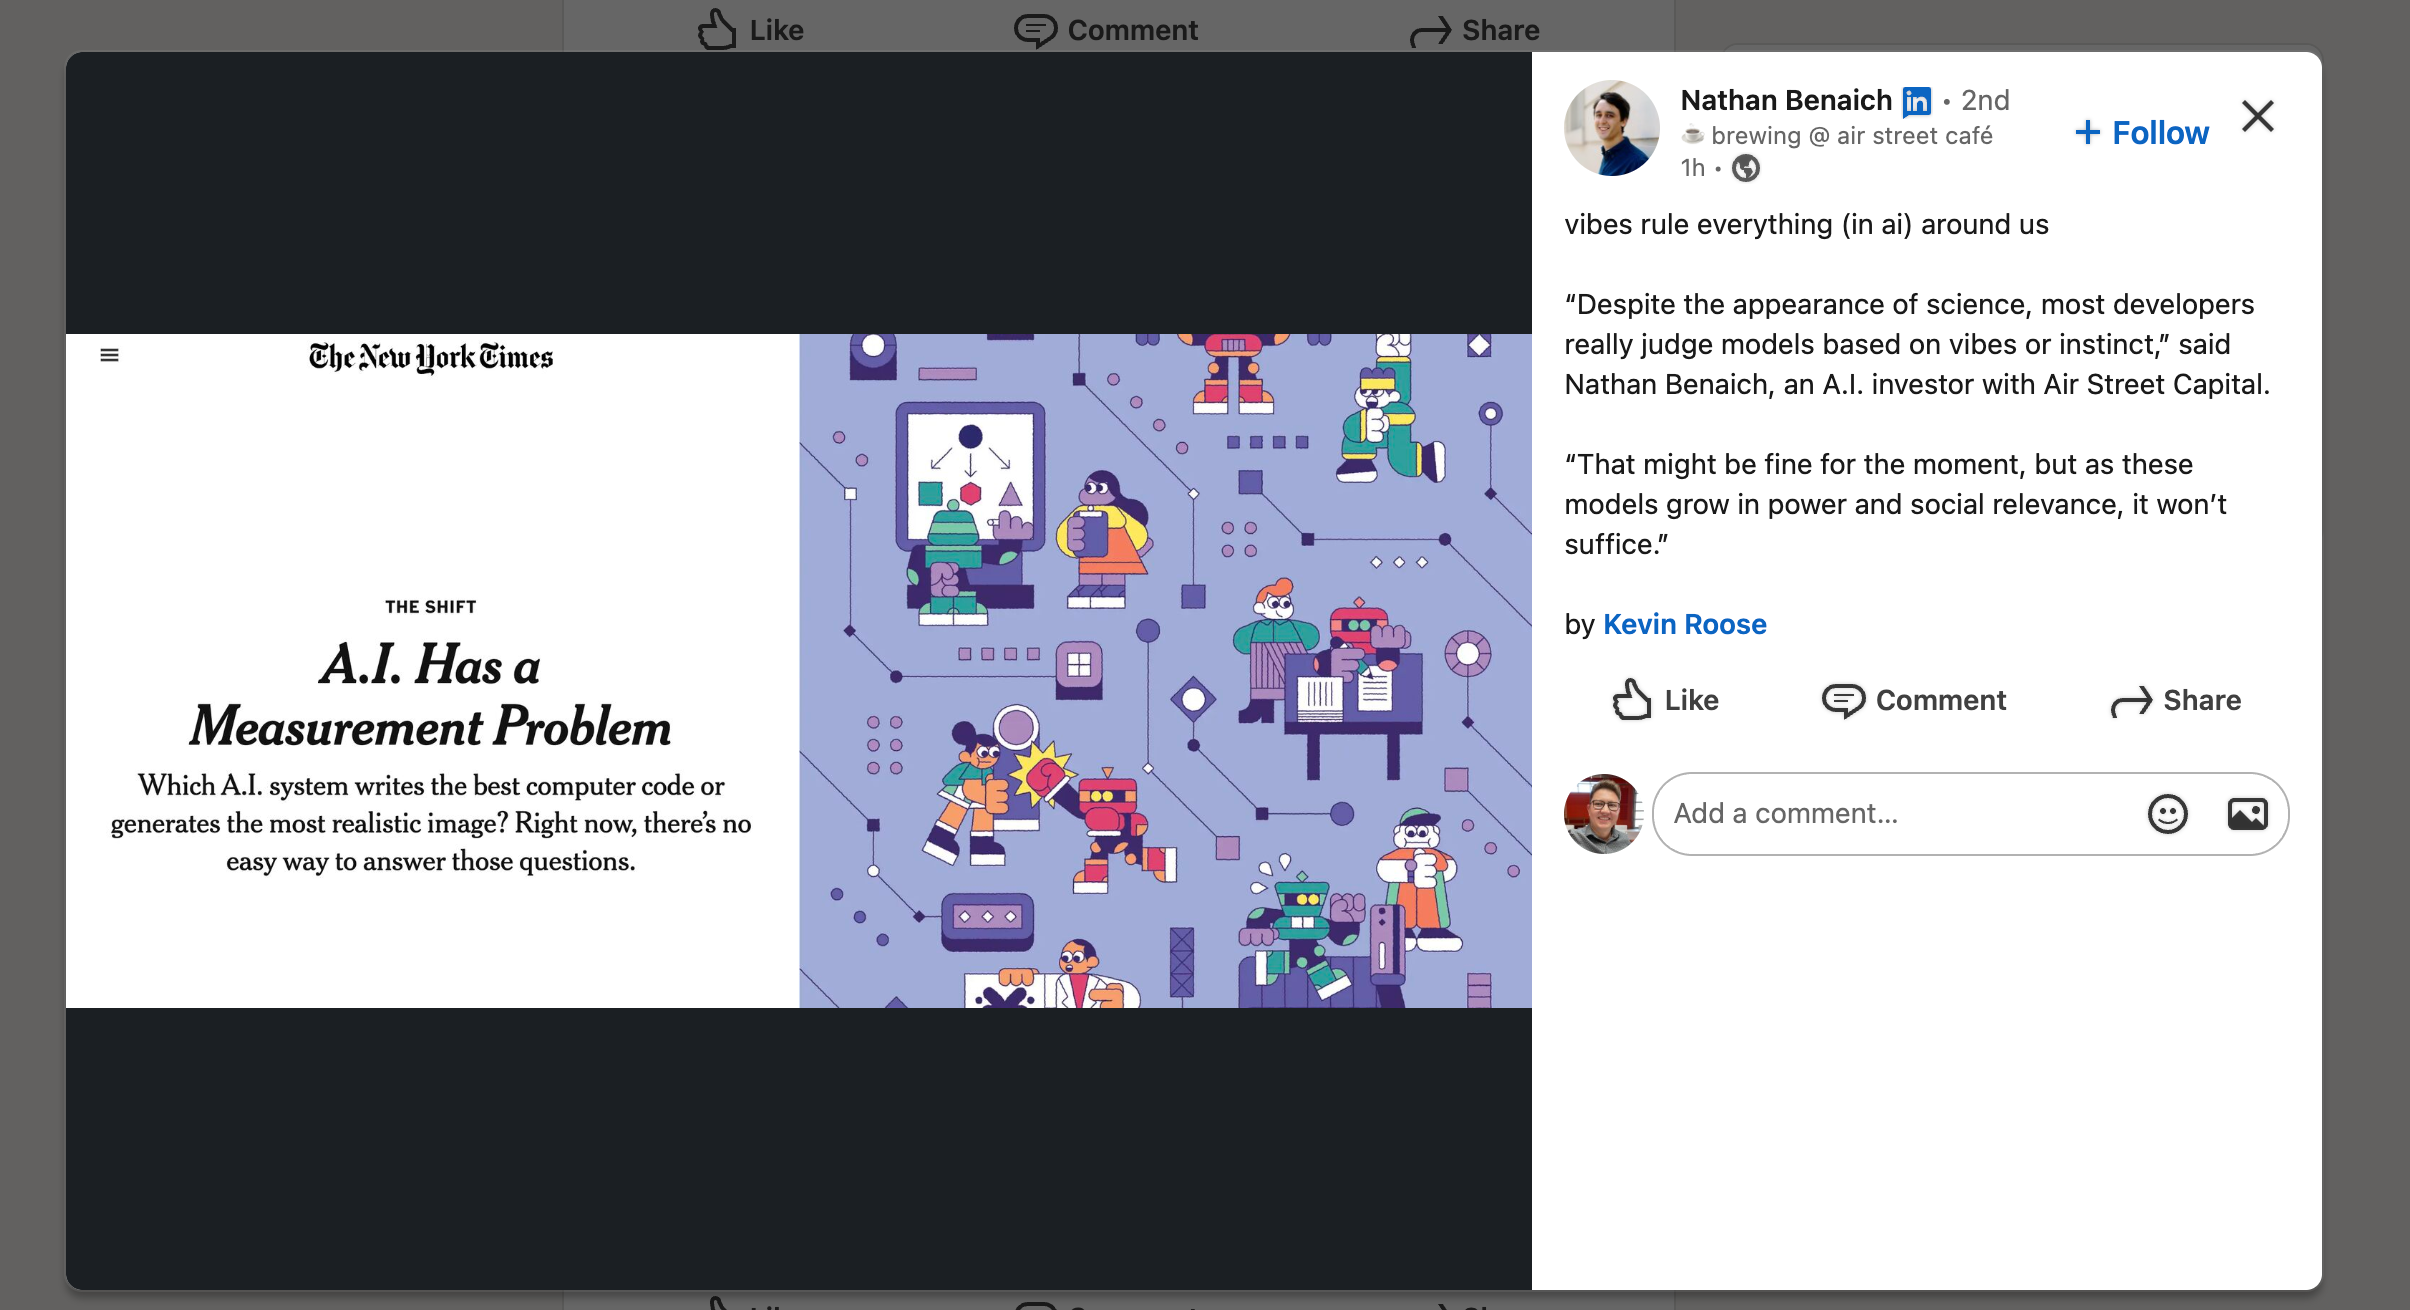 Like
Comment
Share
The New York Times
THE SHIFT
A.I. Has a
Measurement Problem
Which A.I. system writes the best computer code or
generates the most realistic image? Right now, there’s no
easy way to answer those questions.
Nathan Benaich in • 2nd
brewing @ air street café
1h •
+ Follow
vibes rule everything (in ai) around us
“Despite the appearance of science, most developers
really judge models based on vibes or instinct,” said
Nathan Benaich, an A.I. investor with Air Street Capital.
“That might be fine for the moment, but as these
models grow in power and social relevance, it won’t
suffice.”
by Kevin Roose
Like
Comment
Share
Add a comment...